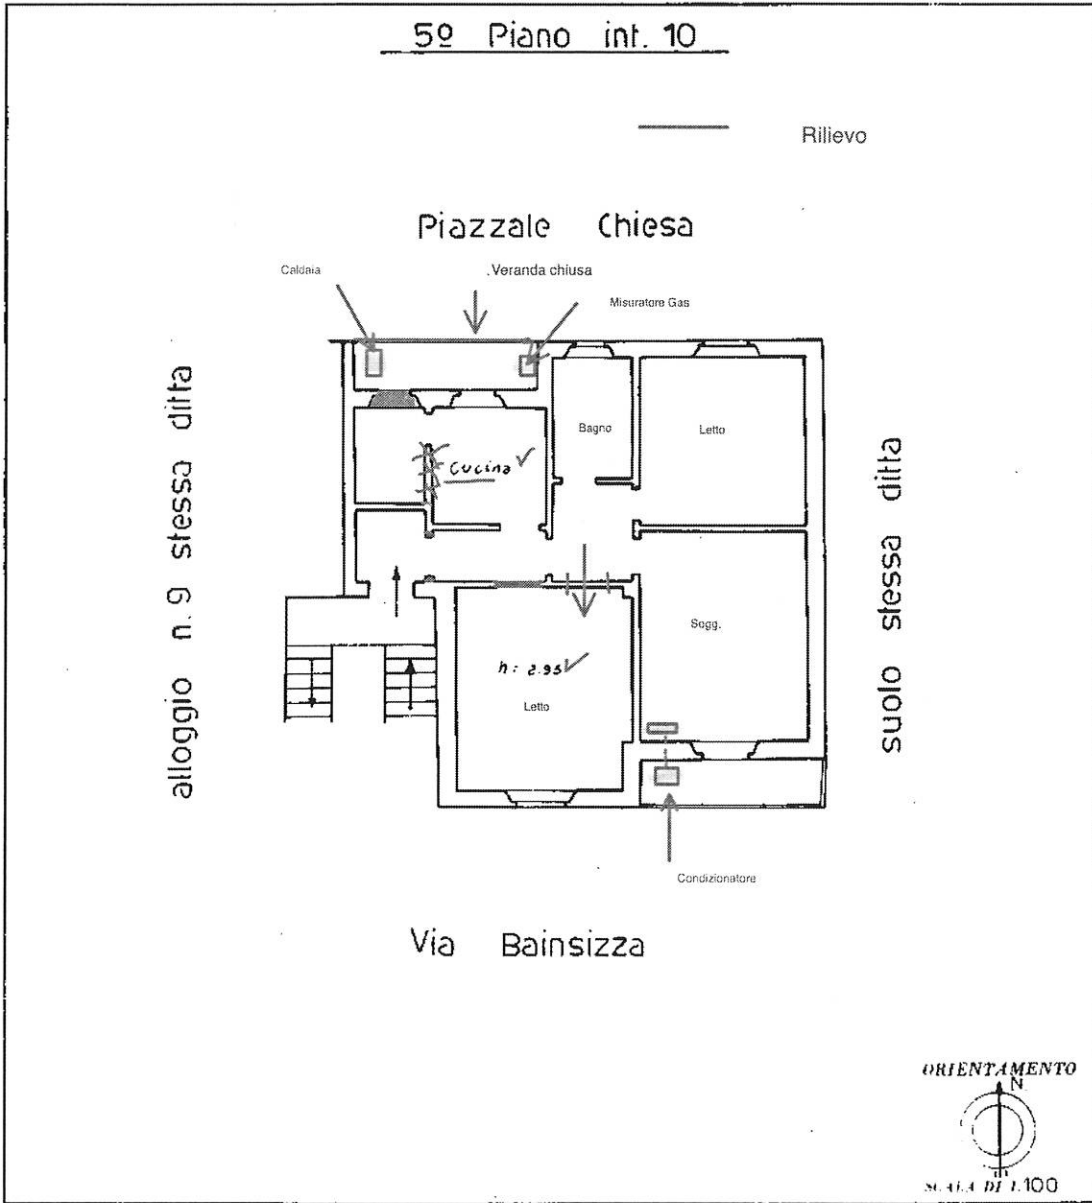 5º Piano int. 10
Rilievo
Piazzale Chiesa
Caldaia
.Veranda chiusa
Misuratore Gas
alloggio n. 9 stessa ditta
suolo stessa ditta
Bagno
Letto
Cucina
Sogg.
h: 2.95
Letto
Condizionatore
Via Bainsizza
ORIENTAMENTO
N
SCALA DI 1:100